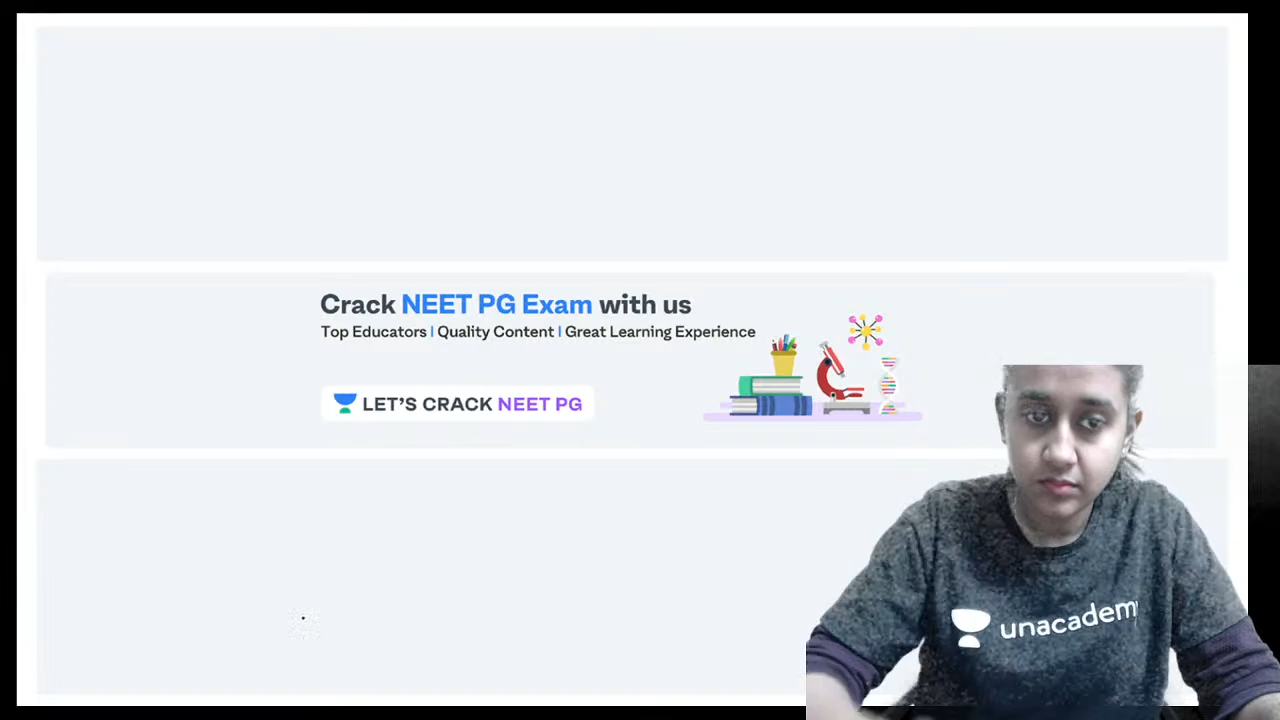 Crack NEET PG Exam with us
Top Educators | Quality Content | Great Learning Experience
LET'S CRACK NEET PG
unacadem